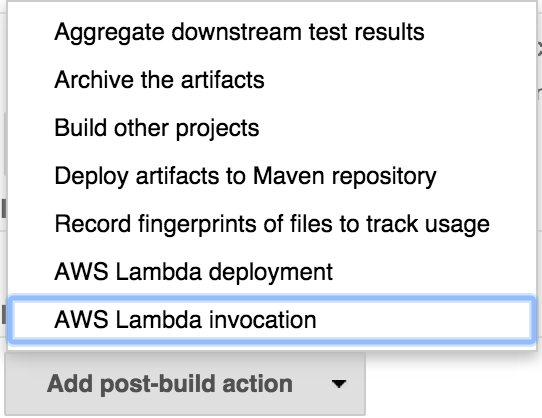 Aggregate downstream test results
Archive the artifacts
Build other projects
Deploy artifacts to Maven repository
Record fingerprints of files to track usage
AWS Lambda deployment
AWS Lambda invocation
Add post-build action